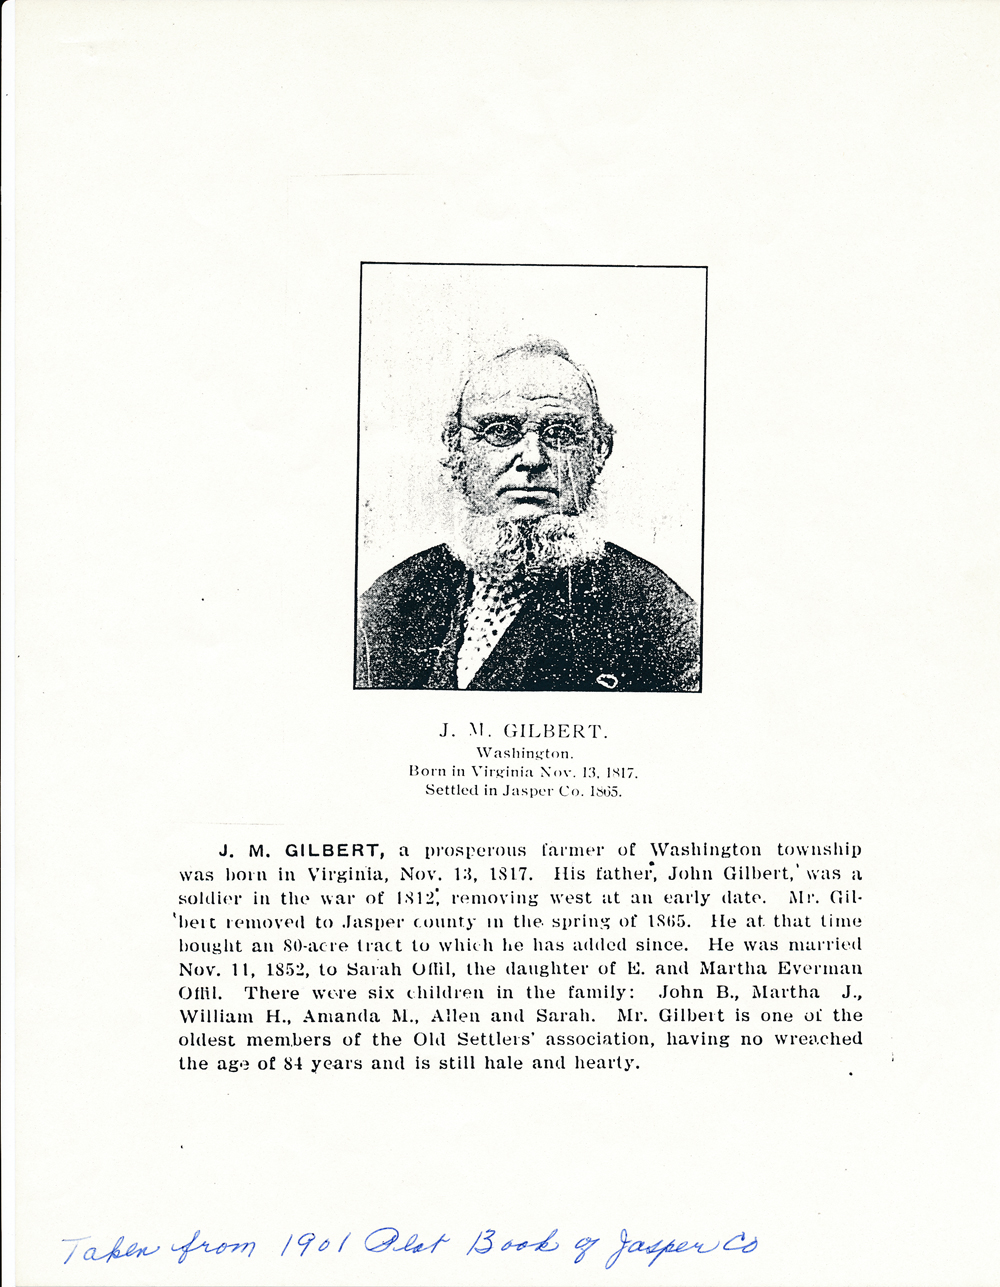 J. M. GILBERT.
Washington.
Born in Virginia Nov. 13, 1817.
Settled in Jasper Co. 1865.
J. M. GILBERT, a prosperous farmer of Washington township
was born in Virginia, Nov. 13, 1817. His father, John Gilbert, was a
soldier in the war of 1812, removing west at an early date. Mr. Gil-
bert removed to Jasper county in the spring of 1865. He at that time
bought an 80-acre tract to which he has added since. He was married
Nov. 11, 1852, to Sarah Offil, the daughter of E. and Martha Everman
Offil. There were six children in the family: John B., Martha J.,
William H., Amanda M., Allen and Sarah. Mr. Gilbert is one of the
oldest members of the Old Settlers' association, having no wreached
the age of 84 years and is still hale and hearty.
Taken from 1901 Plat Book of Jasper Co